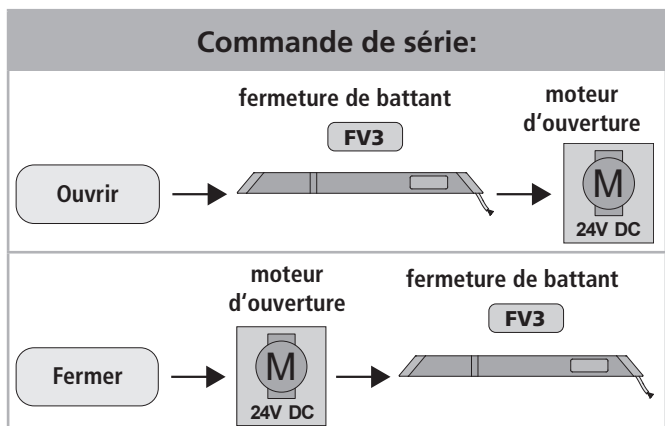 Commande de série:
fermeture de battant
FV3
moteur
d‘ouverture
Ouvrir
M
24V DC
moteur
d‘ouverture
fermeture de battant
FV3
Fermer
M
24V DC